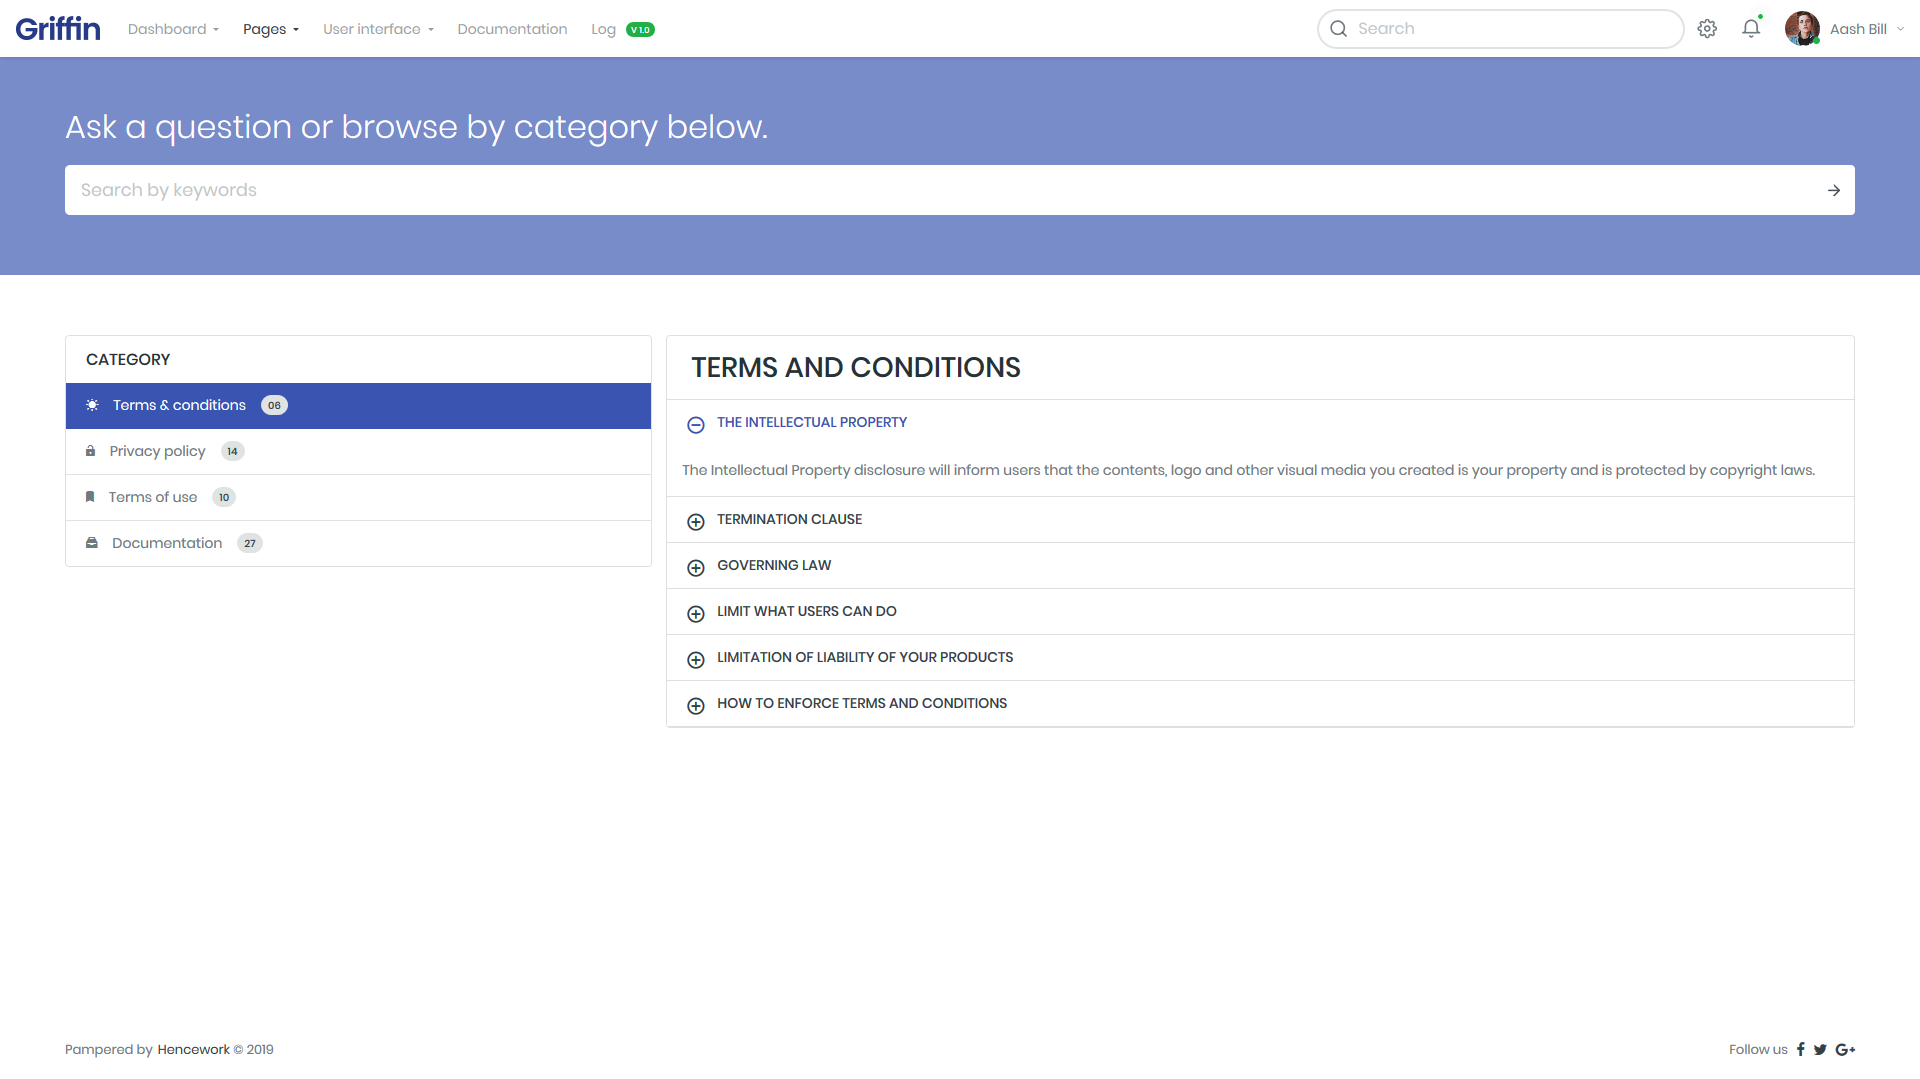 Griffin Dashboard Pages User interface Documentation Log V 1.0 Search Aash Bill
Ask a question or browse by category below.
Search by keywords
CATEGORY
Terms & conditions 06
Privacy policy 14
Terms of use 10
Documentation 27
TERMS AND CONDITIONS
THE INTELLECTUAL PROPERTY
The Intellectual Property disclosure will inform users that the contents, logo and other visual media you created is your property and is protected by copyright laws.
TERMINATION CLAUSE
GOVERNING LAW
LIMIT WHAT USERS CAN DO
LIMITATION OF LIABILITY OF YOUR PRODUCTS
HOW TO ENFORCE TERMS AND CONDITIONS
Pampered by Hencework © 2019
Follow us